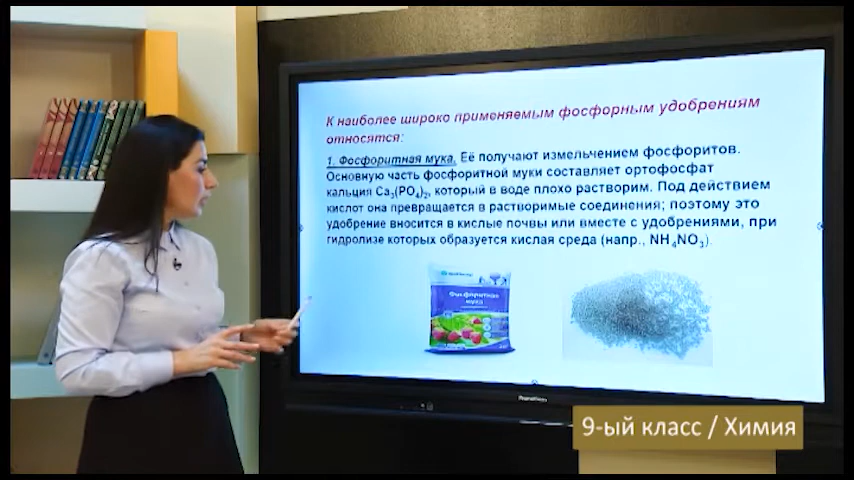 К наиболее широко применяемым фосфорным удобрениям
относятся:
1. Фосфоритная мука. Её получают измельчением фосфоритов.
Основную часть фосфоритной муки составляет ортофосфат
кальция Ca₃(PO₄)₂, который в воде плохо растворим. Под действием
кислот она превращается в растворимые соединения; поэтому это
удобрение вносится в кислые почвы или вместе с удобрениями, при
гидролизе которых образуется кислая среда (напр., NH₄NO₃).
Фосфоритная
мука
9-ый класс / Химия